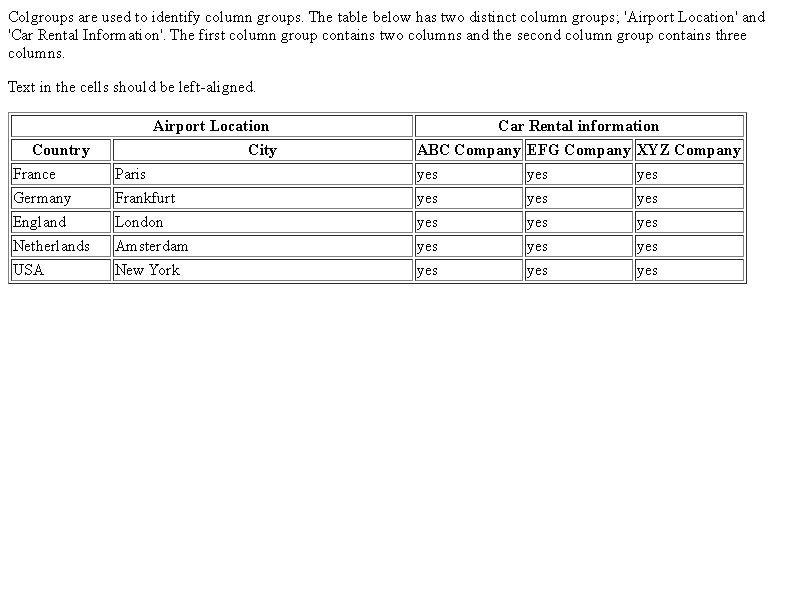 Colgroups are used to identify column groups. The table below has two distinct column groups; 'Airport Location' and
'Car Rental Information'. The first column group contains two columns and the second column group contains three
columns.
Text in the cells should be left-aligned.
Airport Location Car Rental information
Country City ABC Company EFG Company XYZ Company
France Paris yes yes yes
Germany Frankfurt yes yes yes
England London yes yes yes
Netherlands Amsterdam yes yes yes
USA New York yes yes yes